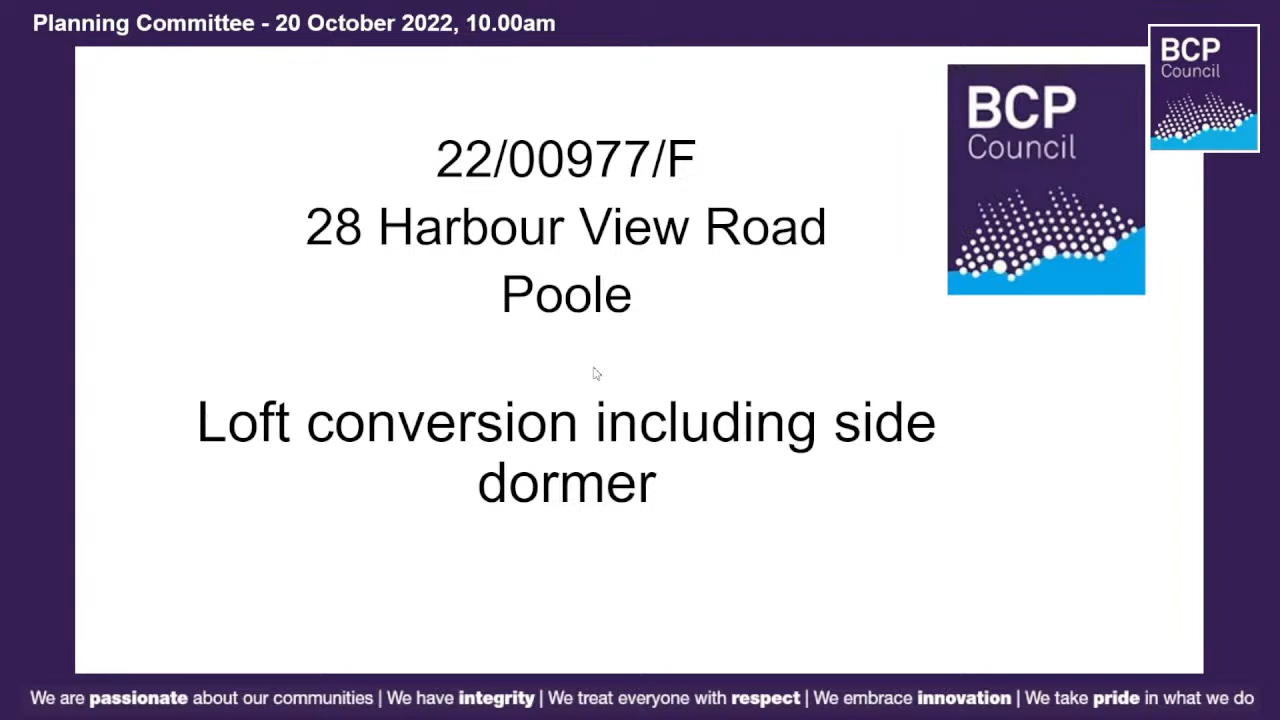 Planning Committee - 20 October 2022, 10.00am
BCP
Council
BCP
Council
22/00977/F
28 Harbour View Road
Poole
Loft conversion including side
dormer
We are passionate about our communities | We have integrity | We treat everyone with respect | We embrace innovation | We take pride in what we do